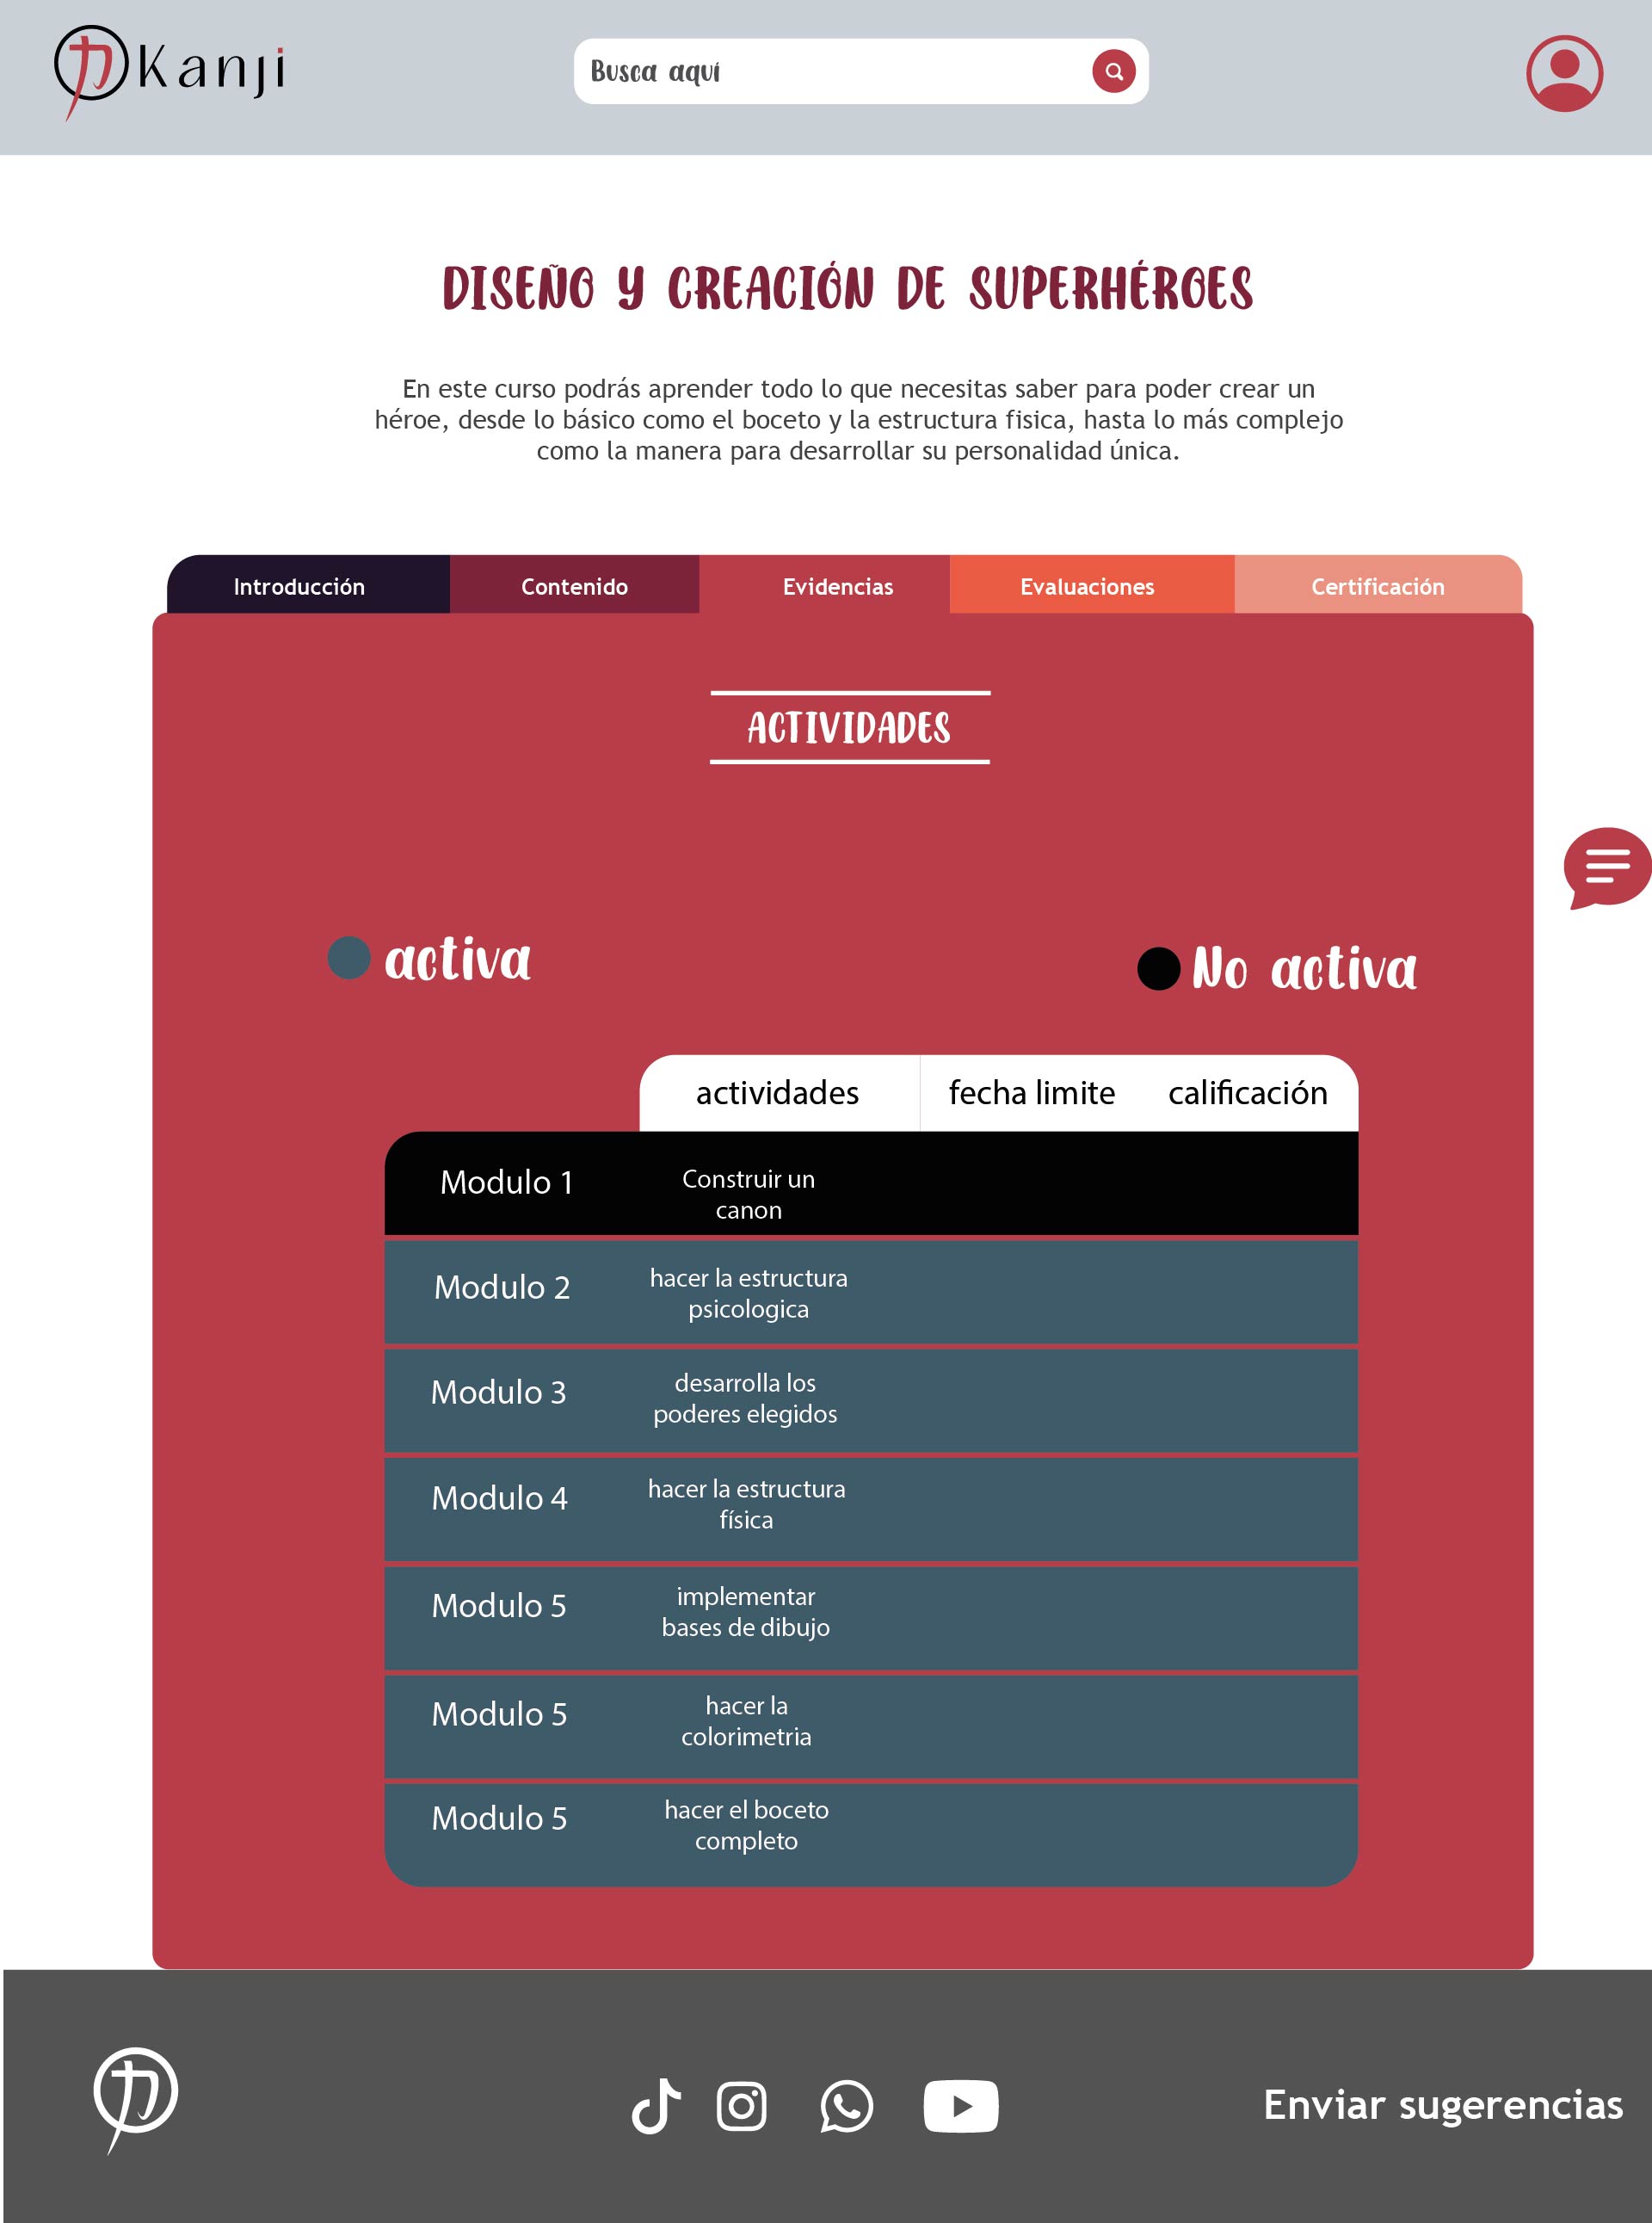 Kanji
Busca aquí
DISEÑO Y CREACIÓN DE SUPERHÉROES
En este curso podrás aprender todo lo que necesitas saber para poder crear un
héroe, desde lo básico como el boceto y la estructura fisica, hasta lo más complejo
como la manera para desarrollar su personalidad única.
Introducción Contenido Evidencias Evaluaciones Certificación
ACTIVIDADES
activa No activa
actividades fecha limite calificación
Modulo 1
Construir un
canon
Modulo 2
hacer la estructura
psicologica
Modulo 3
desarrolla los
poderes elegidos
Modulo 4
hacer la estructura
física
Modulo 5
implementar
bases de dibujo
Modulo 5
hacer la
colorimetria
Modulo 5
hacer el boceto
completo
Enviar sugerencias